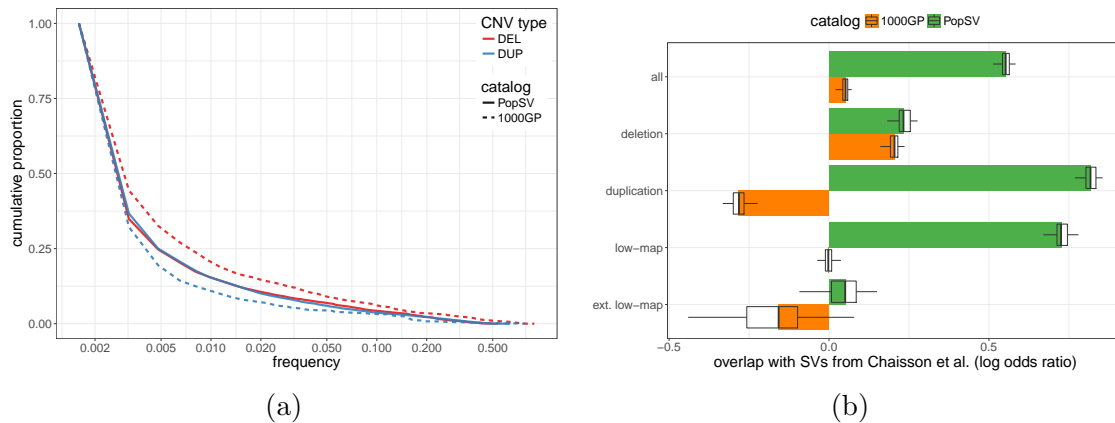 1.00
0.75
0.50
0.25
0.00
cumulative proportion
0.002 0.005 0.010 0.020 0.050 0.100 0.200 0.500
frequency
CNV type
DEL
DUP
catalog
PopSV
1000GP
(a)
catalog 1000GP PopSV
all
deletion
duplication
low−map
ext. low−map
−0.5 0.0 0.5
overlap with SVs from Chaisson et al. (log odds ratio)
(b)